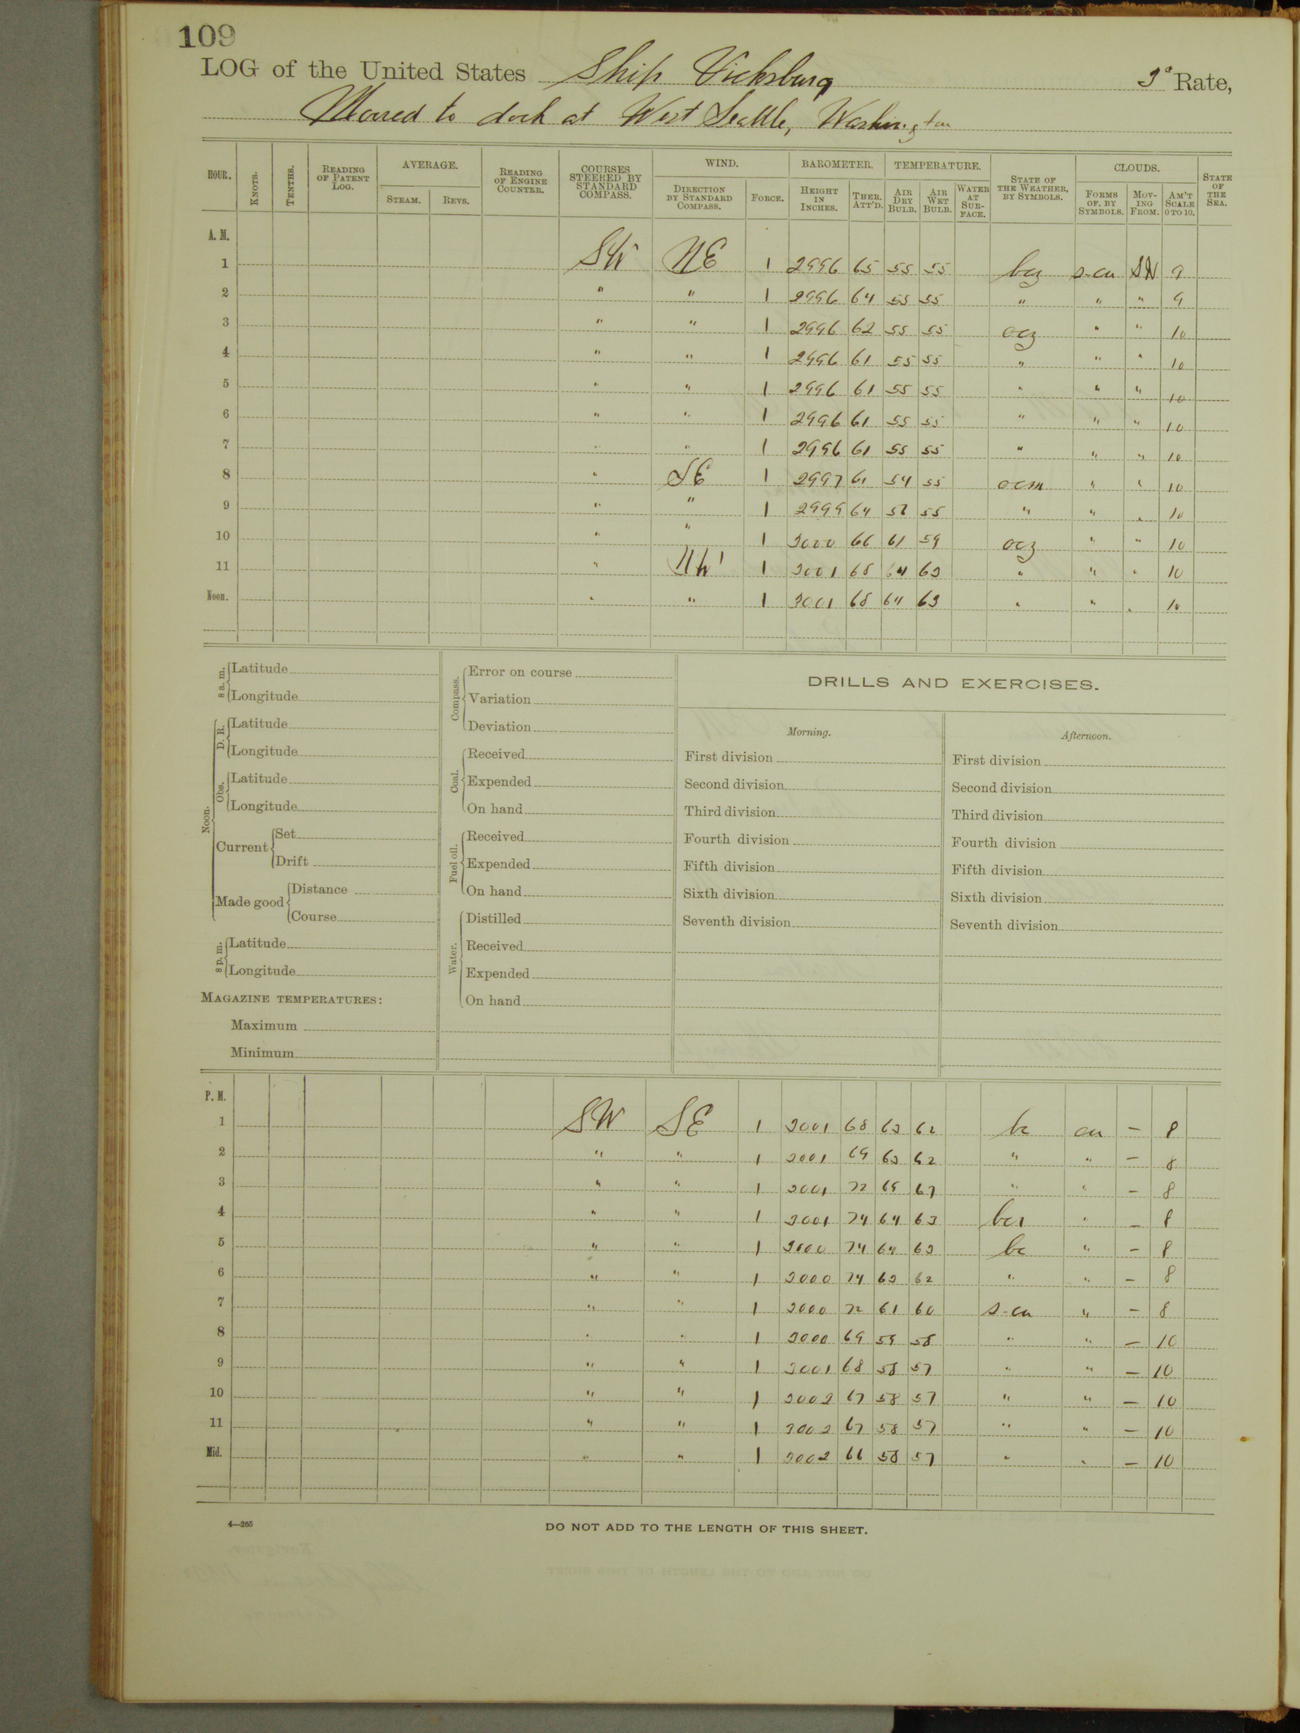 109
LOG of the United States Ship Vicksburg 3ᵈ Rate,
Moored to dock at West Seattle, Washington
HOUR. KNOTS. TENTHS. READING OF PATENT LOG. AVERAGE. STEAM. REVS. READING OF ENGINE COUNTER. COURSES STEERED BY STANDARD COMPASS. WIND. DIRECTION BY STANDARD COMPASS. FORCE. BAROMETER. HEIGHT IN INCHES. THER. ATT'D. TEMPERATURE. AIR DRY BULB. AIR WET BULB. WATER AT SURFACE. STATE OF THE WEATHER, BY SYMBOLS. CLOUDS. FORMS OF, BY SYMBOLS. MOVING FROM. AM'T SCALE 0 TO 10. STATE OF THE SEA.
A. M.
1 SW NE 1 2996 65 55 55 bcz s-cu SW 9
2 " " 1 2996 64 55 55 " " " 9
3 " " 1 2996 62 55 55 ocz " " 10
4 " " 1 2996 61 55 55 " " " 10
5 " " 1 2996 61 55 55 " " " 10
6 " " 1 2996 61 55 55 " " " 10
7 " " 1 2996 61 55 55 " " " 10
8 " SE 1 2997 61 54 55 ocm " " 10
9 " " 1 2999 64 55 " " " 10
10 " " 1 3000 66 61 59 ocz " " 10
11 " NW 1 3001 68 64 63 " " " 10
Noon. " " 1 3001 68 64 63 " " " 10
8 a. m. Latitude
Longitude
Noon. D. R. Latitude
Longitude
Obs. Latitude
Longitude
Current Set
Drift
Made good Distance
Course
8 p. m. Latitude
Longitude
MAGAZINE TEMPERATURES:
Maximum
Minimum
Compass. Error on course
Variation
Deviation
Coal. Received
Expended
On hand
Fuel oil. Received
Expended
On hand
Water. Distilled
Received
Expended
On hand
DRILLS AND EXERCISES.
Morning.
First division
Second division
Third division
Fourth division
Fifth division
Sixth division
Seventh division
Afternoon.
First division
Second division
Third division
Fourth division
Fifth division
Sixth division
Seventh division
P. M.
1 SW SE 1 3001 68 63 62 bc cu – 8
2 " " 1 3001 69 63 62 " " – 8
3 " " 1 3001 72 67 " " – 8
4 " " 1 3001 74 64 63 " – 8
5 " " 1 3000 74 64 63 bc " – 8
6 " " 1 3000 74 63 62 " " – 8
7 " " 1 3000 72 61 60 s-cu " – 8
8 " " 1 3000 69 59 58 " " – 10
9 " " 1 3001 68 58 57 " " – 10
10 " " 1 3002 67 58 57 " " – 10
11 " " 1 3002 67 58 57 " " – 10
Mid. " " 1 3002 66 58 57 " " – 10
4—265
DO NOT ADD TO THE LENGTH OF THIS SHEET.